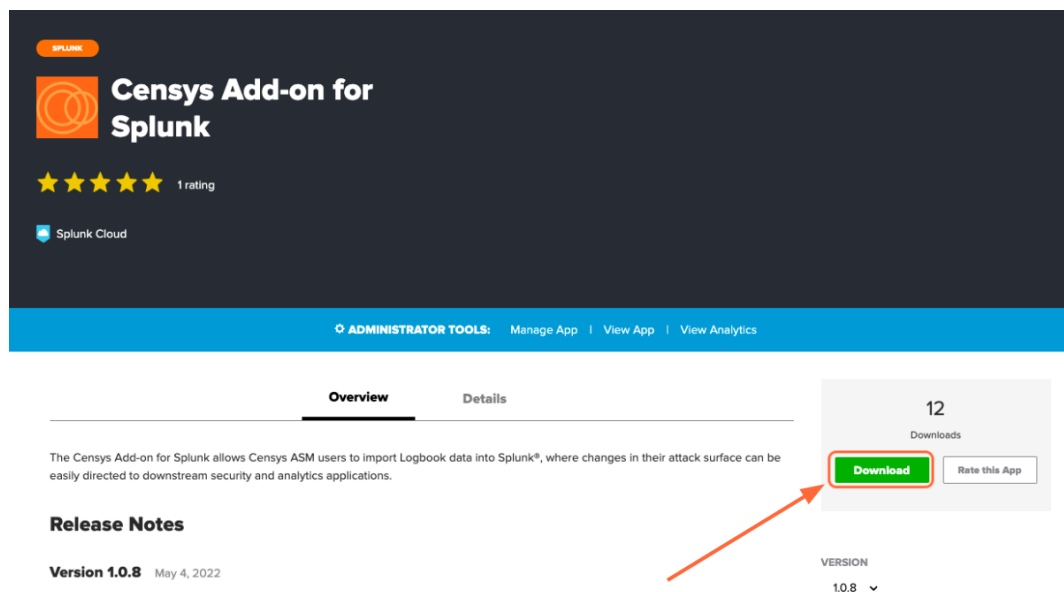 SPLUNK
Censys Add-on for
Splunk
1 rating
Splunk Cloud
ADMINISTRATOR TOOLS: Manage App | View App | View Analytics
Overview Details
The Censys Add-on for Splunk allows Censys ASM users to import Logbook data into Splunk®, where changes in their attack surface can be
easily directed to downstream security and analytics applications.
Release Notes
Version 1.0.8 May 4, 2022
12
Downloads
Download Rate this App
VERSION
1.0.8